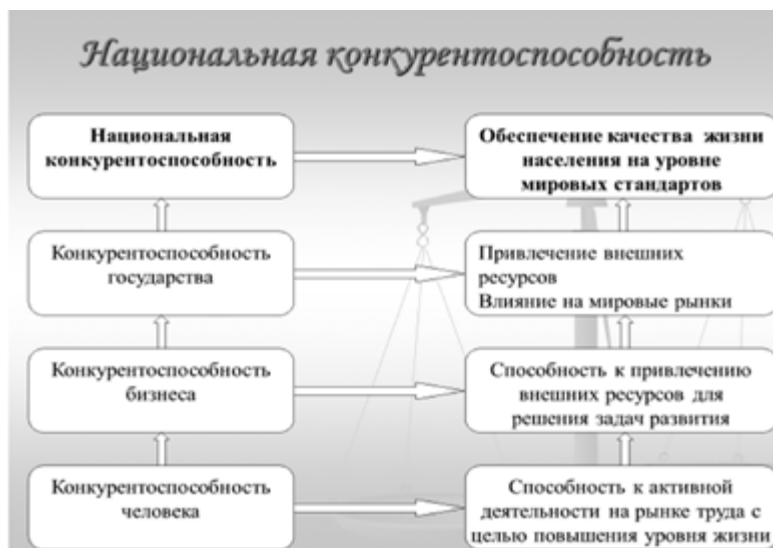 Национальная конкурентоспособность
Национальная
конкурентоспособность
Обеспечение качества жизни
населения на уровне
мировых стандартов
Конкурентоспособность
государства
Привлечение внешних
ресурсов
Влияние на мировые рынки
Конкурентоспособность
бизнеса
Способность к привлечению
внешних ресурсов для
решения задач развития
Конкурентоспособность
человека
Способность к активной
деятельности на рынке труда с
целью повышения уровня жизни